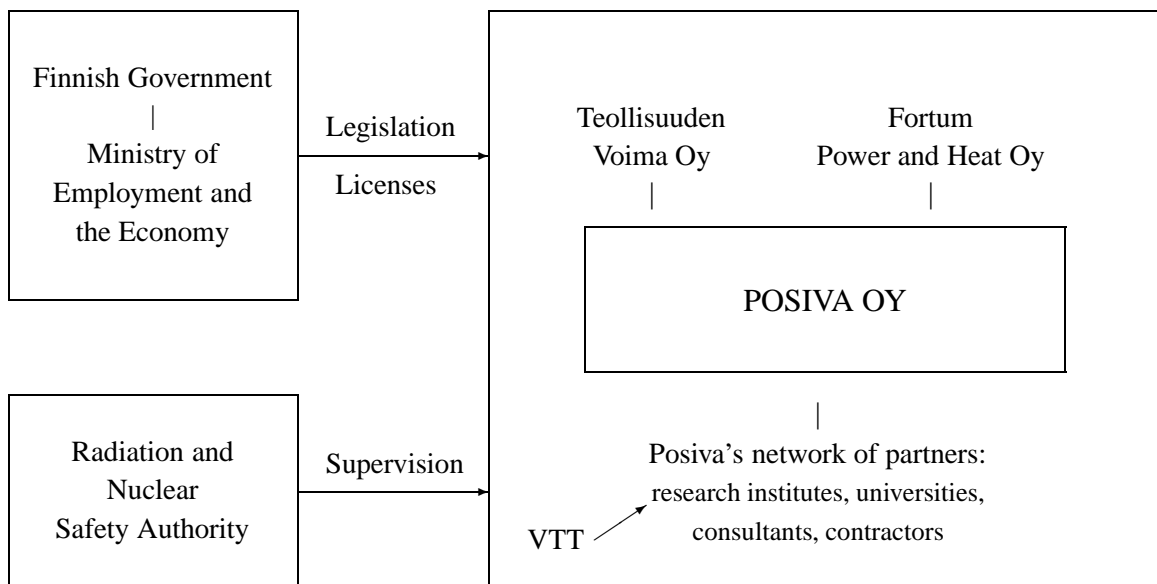 Finnish Government
|
Ministry of
Employment and
the Economy
Legislation
Licenses
Radiation and
Nuclear
Safety Authority
Supervision
Teollisuuden
Voima Oy
|
Fortum
Power and Heat Oy
|
POSIVA OY
|
Posiva's network of partners:
research institutes, universities,
consultants, contractors
VTT